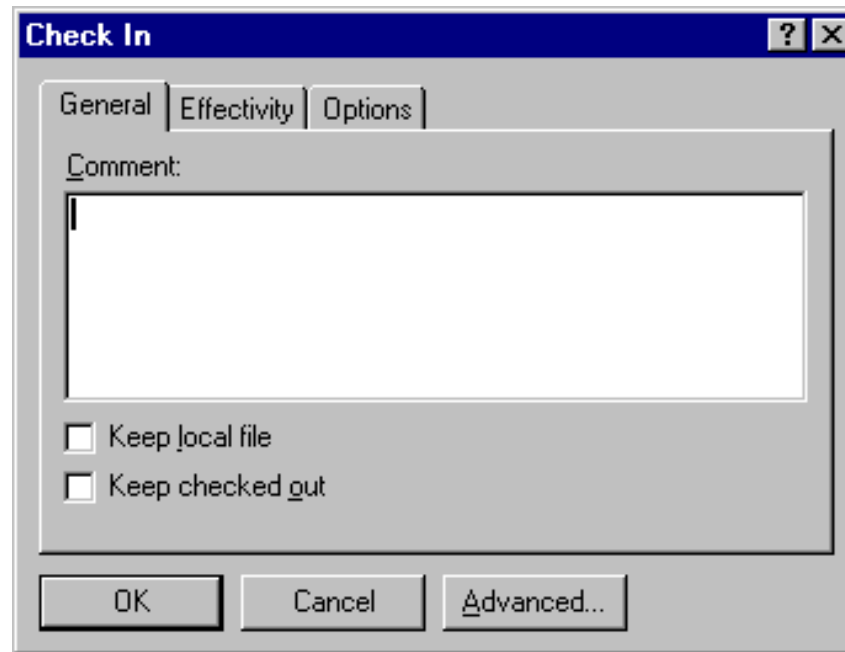 Check In
General Effectivity Options
Comment:
Keep local file
Keep checked out
OK Cancel Advanced...